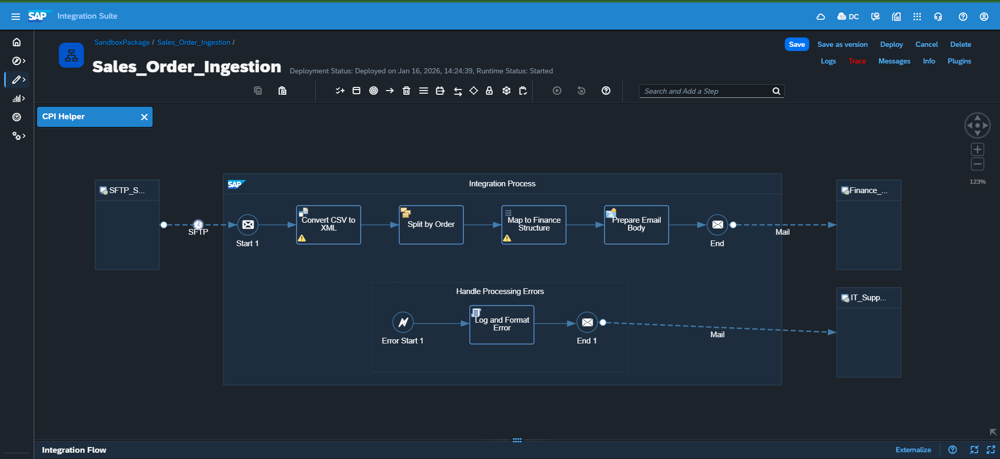 SAP Integration Suite
DC
SandboxPackage / Sales_Order_Ingestion /
Save Save as version Deploy Cancel Delete
Sales_Order_Ingestion
Deployment Status: Deployed on Jan 16, 2026, 14:24:39, Runtime Status: Started
Logs Trace Messages Info Plugins
Search and Add a Step
CPI Helper
123%
SAP
Integration Process
SFTP_S...
Finance_...
SFTP
Start 1
Convert CSV to
XML
Split by Order
Map to Finance
Structure
Prepare Email
Body
End
Mail
Handle Processing Errors
IT_Supp...
Error Start 1
Log and Format
Error
End 1
Mail
Integration Flow
Externalize